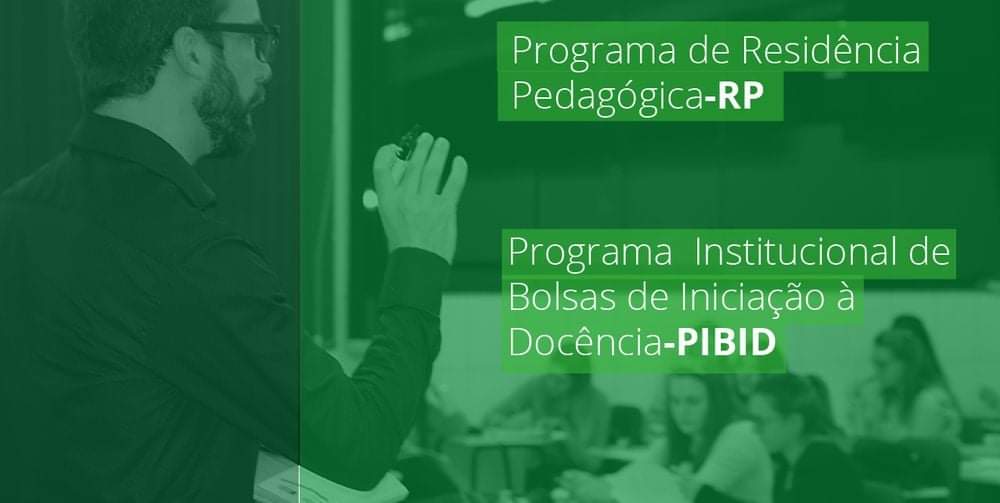 Programa de Residência
Pedagógica-RP
Programa Institucional de
Bolsas de Iniciação à
Docência-PIBID